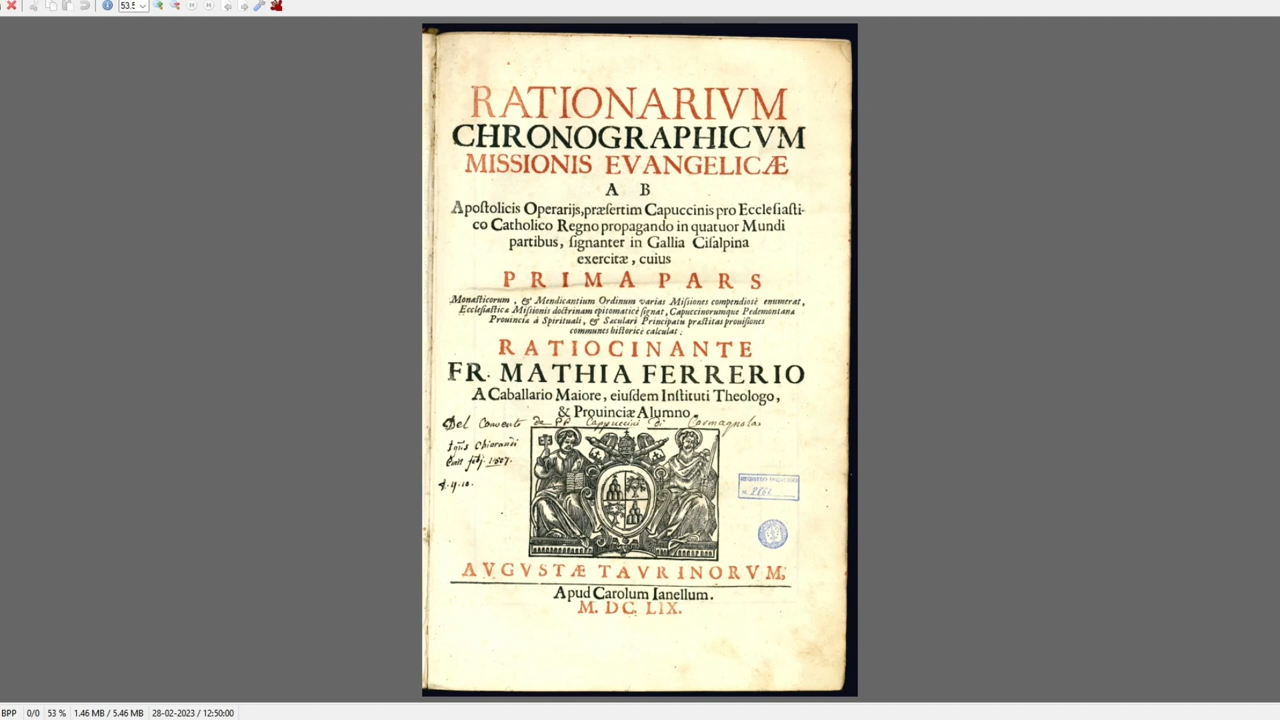 53.5
RATIONARIVM
CHRONOGRAPHICVM
MISSIONIS EVANGELICÆ
A B
Apoſtolicis Operarijs, præſertim Capuccinis pro Eccleſiaſti-
co Catholico Regno propagando in quatuor Mundi
partibus, ſignanter in Gallia Ciſalpina
exercitæ, cuius
PRIMA PARS
Monaſticorum, & Mendicantium Ordinum varias Miſsiones compendiosè enumerat,
Eccleſiaſticæ Miſsionis doctrinam epitomaticè ſignat, Capuccinorumque Pedemontanæ
Prouinciæ à Spirituali, & Sæculari Principatu præſtitas prouiſiones
communes hiſtoricè calculat.
RATIOCINANTE
FR. MATHIA FERRERIO
A Caballario Maiore, eiuſdem Inſtituti Theologo,
& Prouinciæ Alumno.
Del Convento de PP Cappuccini di Carmagnola
1807.
N. 8802
AVGVSTÆ TAVRINORVM,
Apud Carolum Ianellum.
M. DC. LIX.
BPP 0/0 53 % 1.46 MB / 5.46 MB 28-02-2023 / 12:50:00